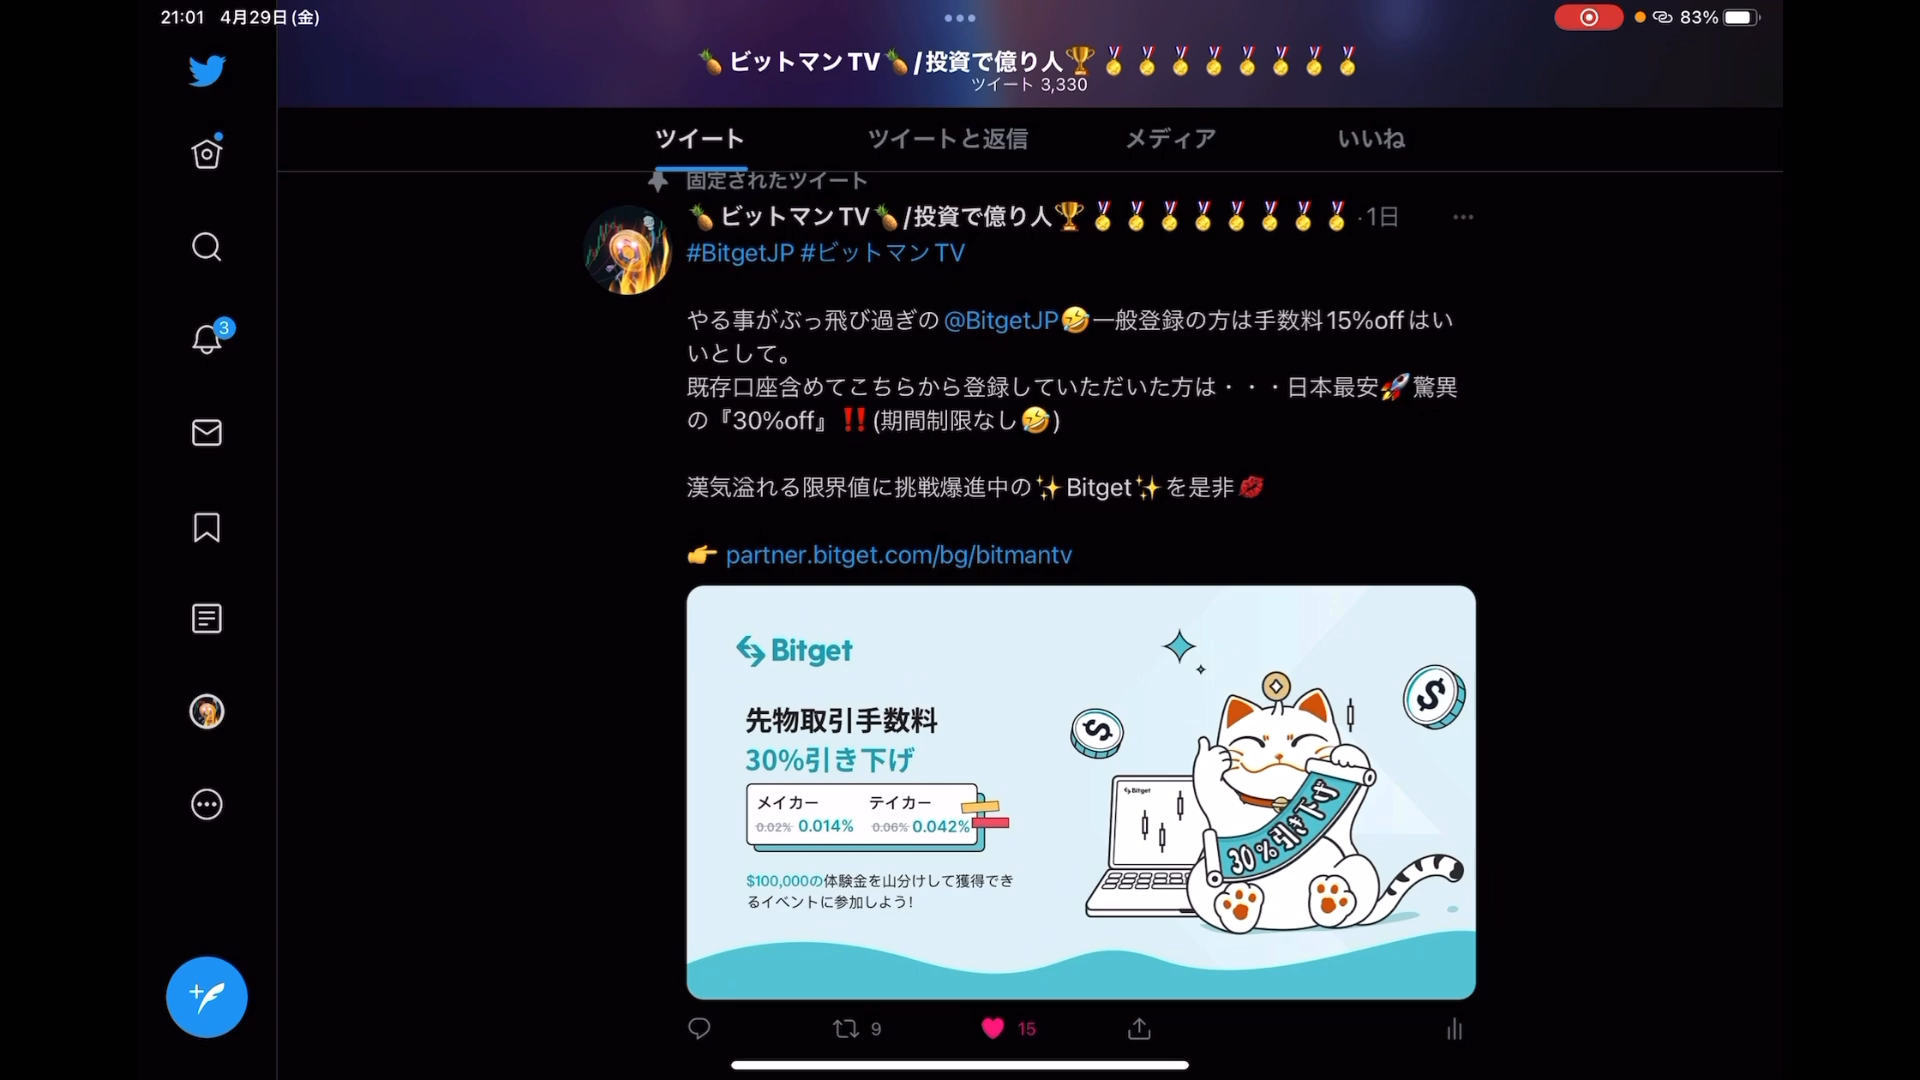 21:01 4月29日(金)
83%
🍍ビットマンTV🍍/投資で億り人🏆🏅🏅🏅🏅🏅🏅🏅🏅
ツイート 3,330
ツイート ツイートと返信 メディア いいね
固定されたツイート
🍍ビットマンTV🍍/投資で億り人🏆🏅🏅🏅🏅🏅🏅🏅🏅 ·1日
#BitgetJP #ビットマンTV
やる事がぶっ飛び過ぎの @BitgetJP🤣一般登録の方は手数料15%offはい
いとして。
既存口座含めてこちらから登録していただいた方は・・・日本最安🚀驚異
の『30%off』‼️(期間制限なし🤣)
漢気溢れる限界値に挑戦爆進中の✨Bitget✨を是非💋
👉 partner.bitget.com/bg/bitmantv
Bitget
先物取引手数料
30%引き下げ
メイカー テイカー
0.02% 0.014% 0.06% 0.042%
$100,000の体験金を山分けして獲得でき
るイベントに参加しよう!
Bitget
30%引き下げ
3
9 15